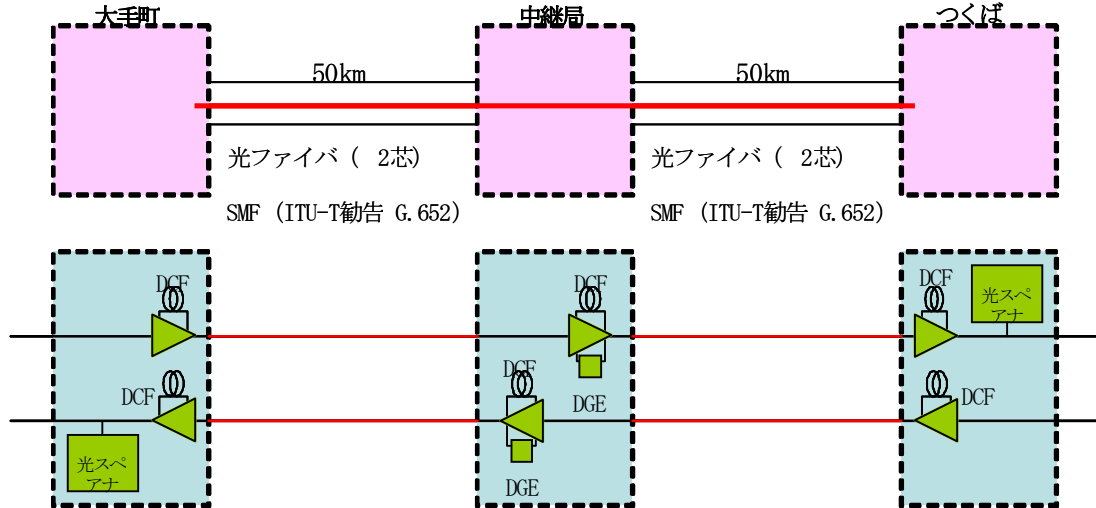 大手町
中継局
つくば
50km
50km
光ファイバ ( 2芯)
光ファイバ ( 2芯)
SMF (ITU-T勧告 G.652)
SMF (ITU-T勧告 G.652)
DCF
DCF
DCF
光スペ
アナ
DCF
DCF
DCF
DGE
光スペ
アナ
DGE